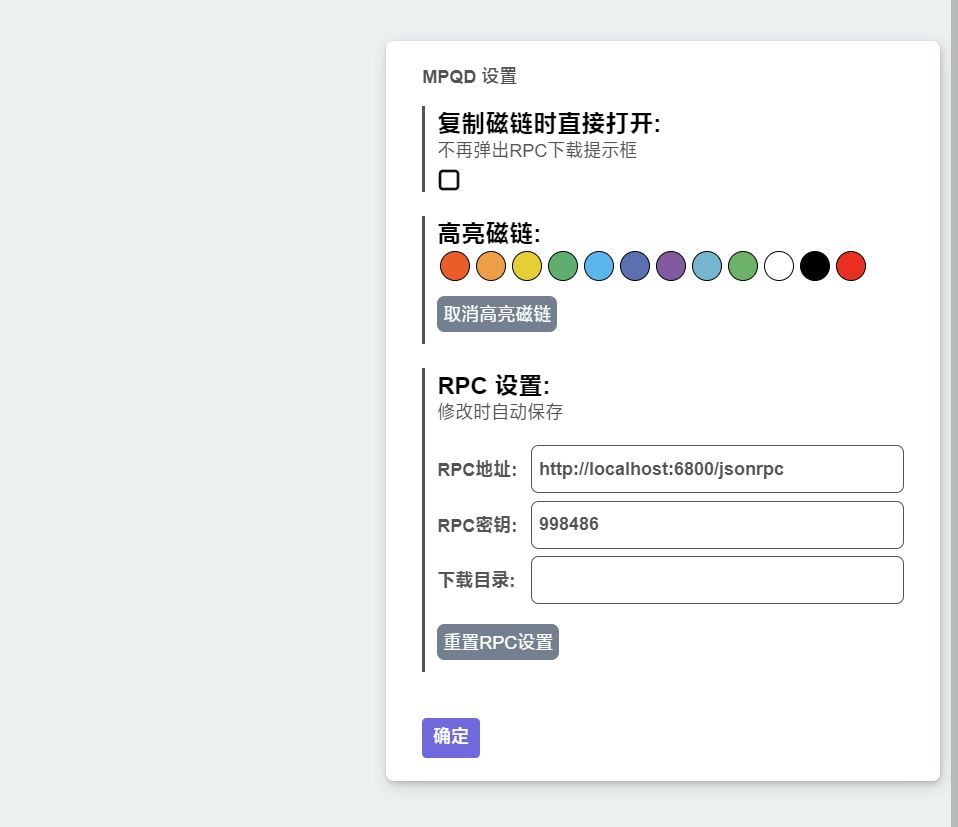 MPQD 设置
复制磁链时直接打开:
不再弹出RPC下载提示框
高亮磁链:
取消高亮磁链
RPC 设置:
修改时自动保存
RPC地址: http://localhost:6800/jsonrpc
RPC密钥: 998486
下载目录:
重置RPC设置
确定